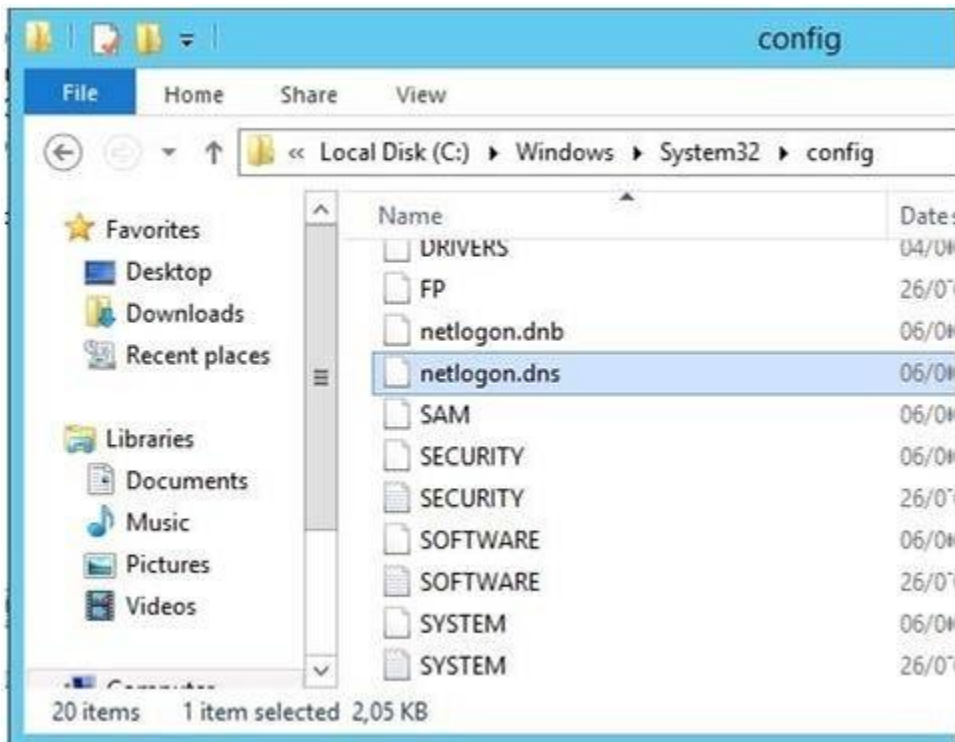 config
File Home Share View
« Local Disk (C:) Windows System32 config
Name
Favorites
Desktop
Downloads
Recent places
Libraries
Documents
Music
Pictures
Videos
DRIVERS
FP
netlogon.dnb
netlogon.dns
SAM
SECURITY
SECURITY
SOFTWARE
SOFTWARE
SYSTEM
SYSTEM
20 items 1 item selected 2,05 KB